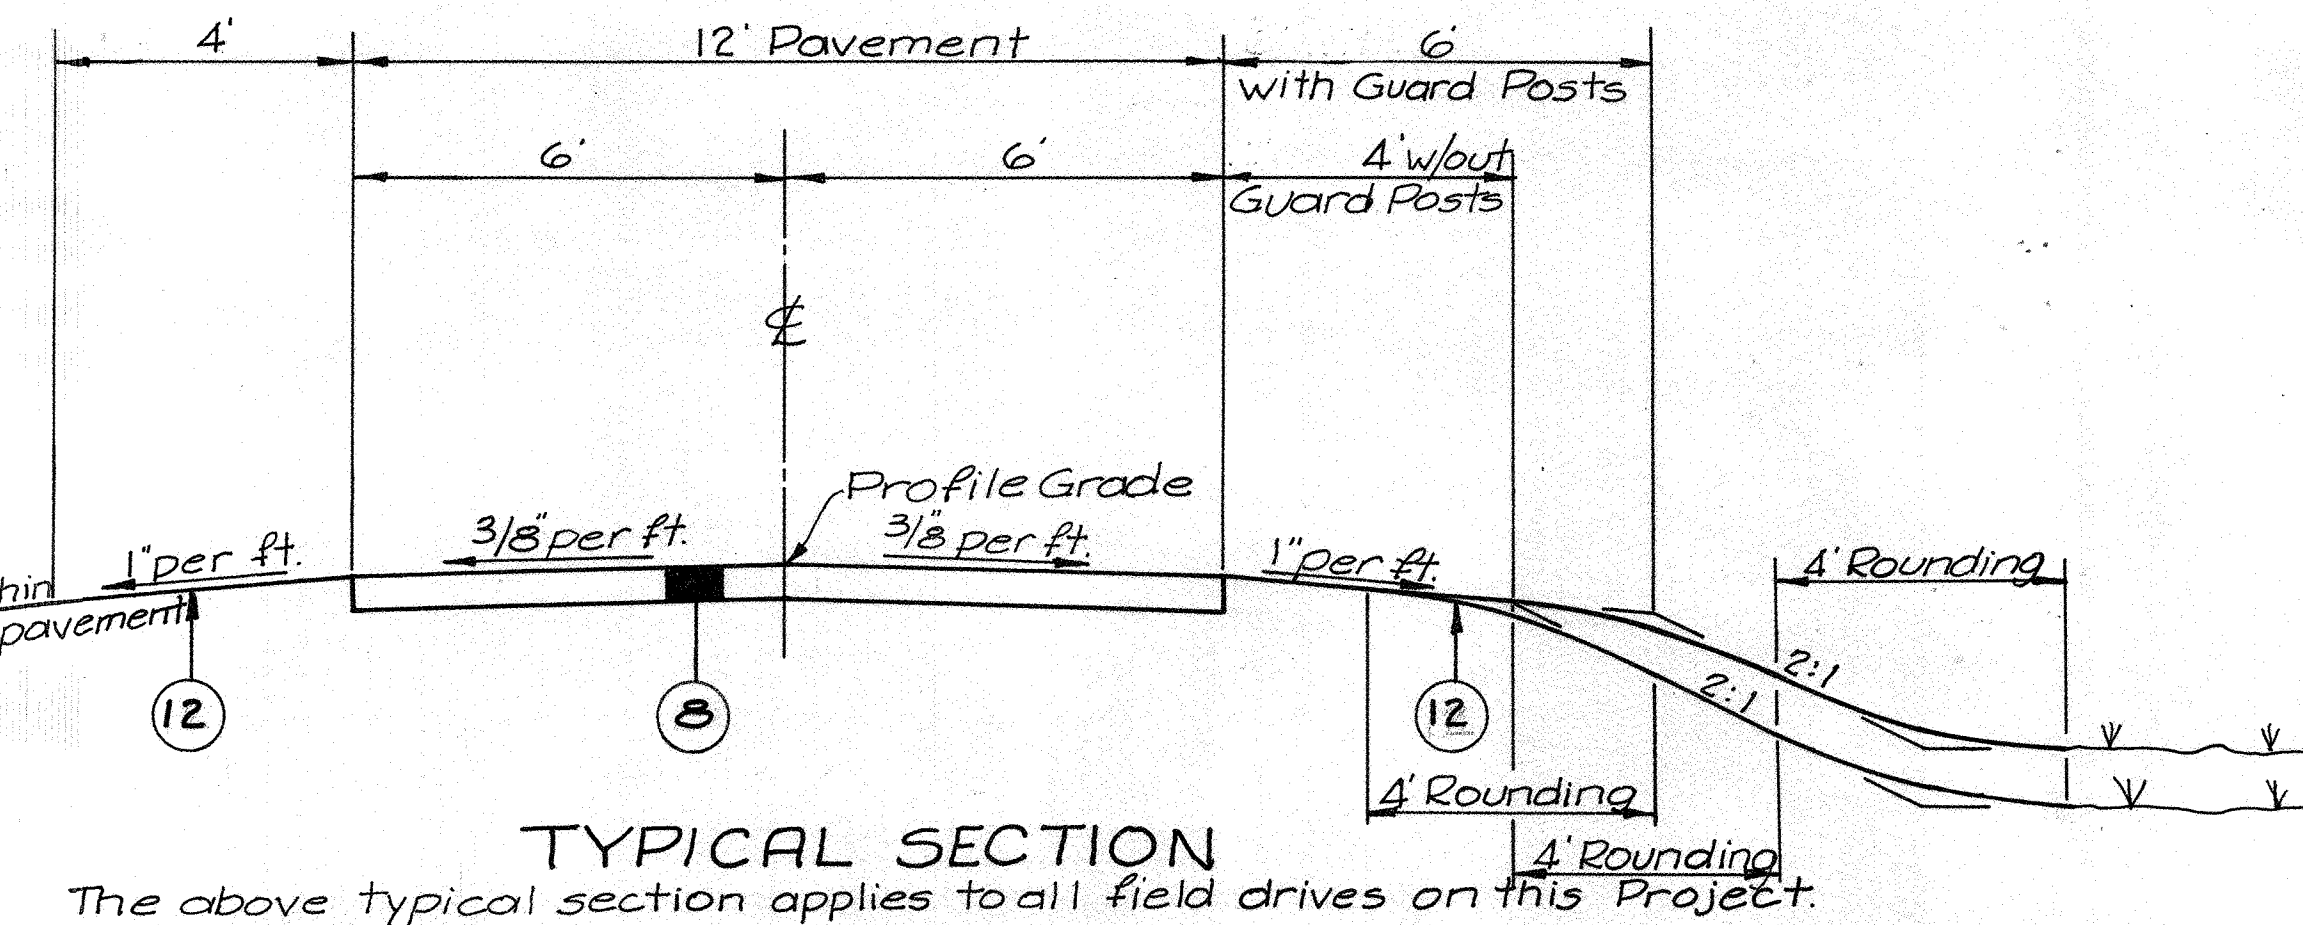 4' 12' Pavement 6'
with Guard Posts
6' 6' 4' w/out
Guard Posts
℄
Profile Grade
1" per ft. 3/8" per ft. 3/8" per ft. 1" per ft. 4' Rounding
hin
pavement
2:1
2:1
12 8 12
4' Rounding
TYPICAL SECTION
4' Rounding
The above typical section applies to all field drives on this Project.